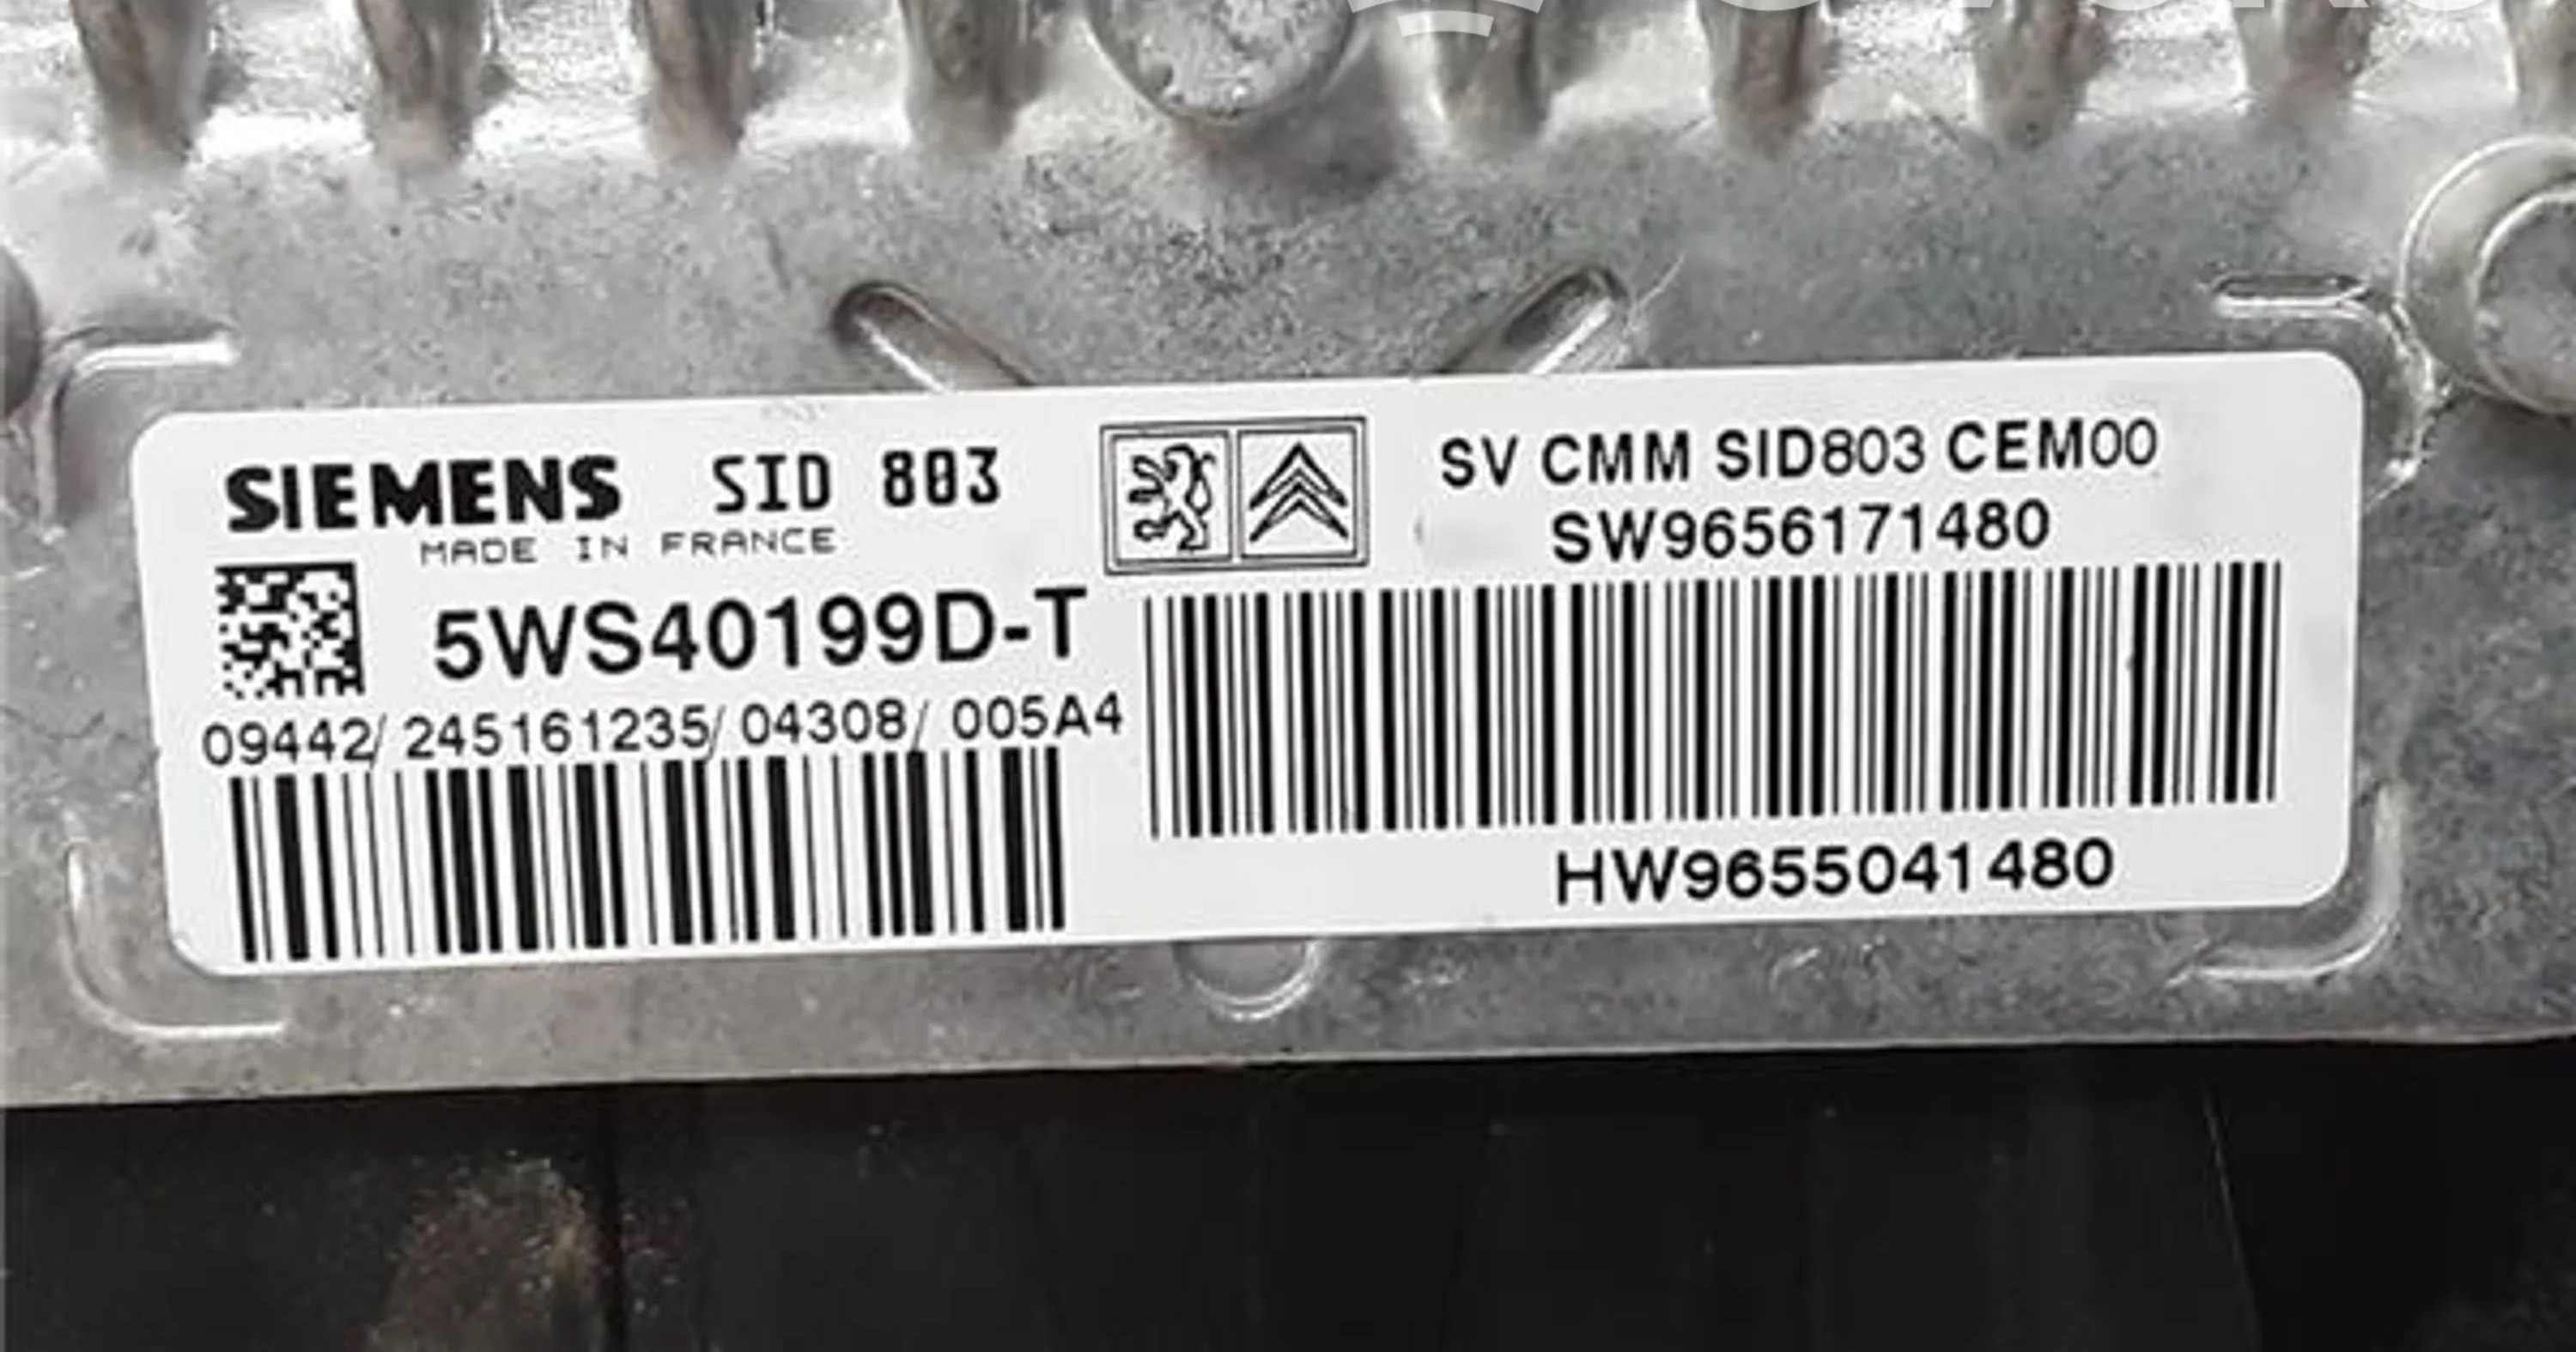 SIEMENS SID 803
MADE IN FRANCE
5WS40199D-T
09442/ 245161235/ 04308/ 005A4
SV CMM SID803 CEM00
SW9656171480
HW9655041480